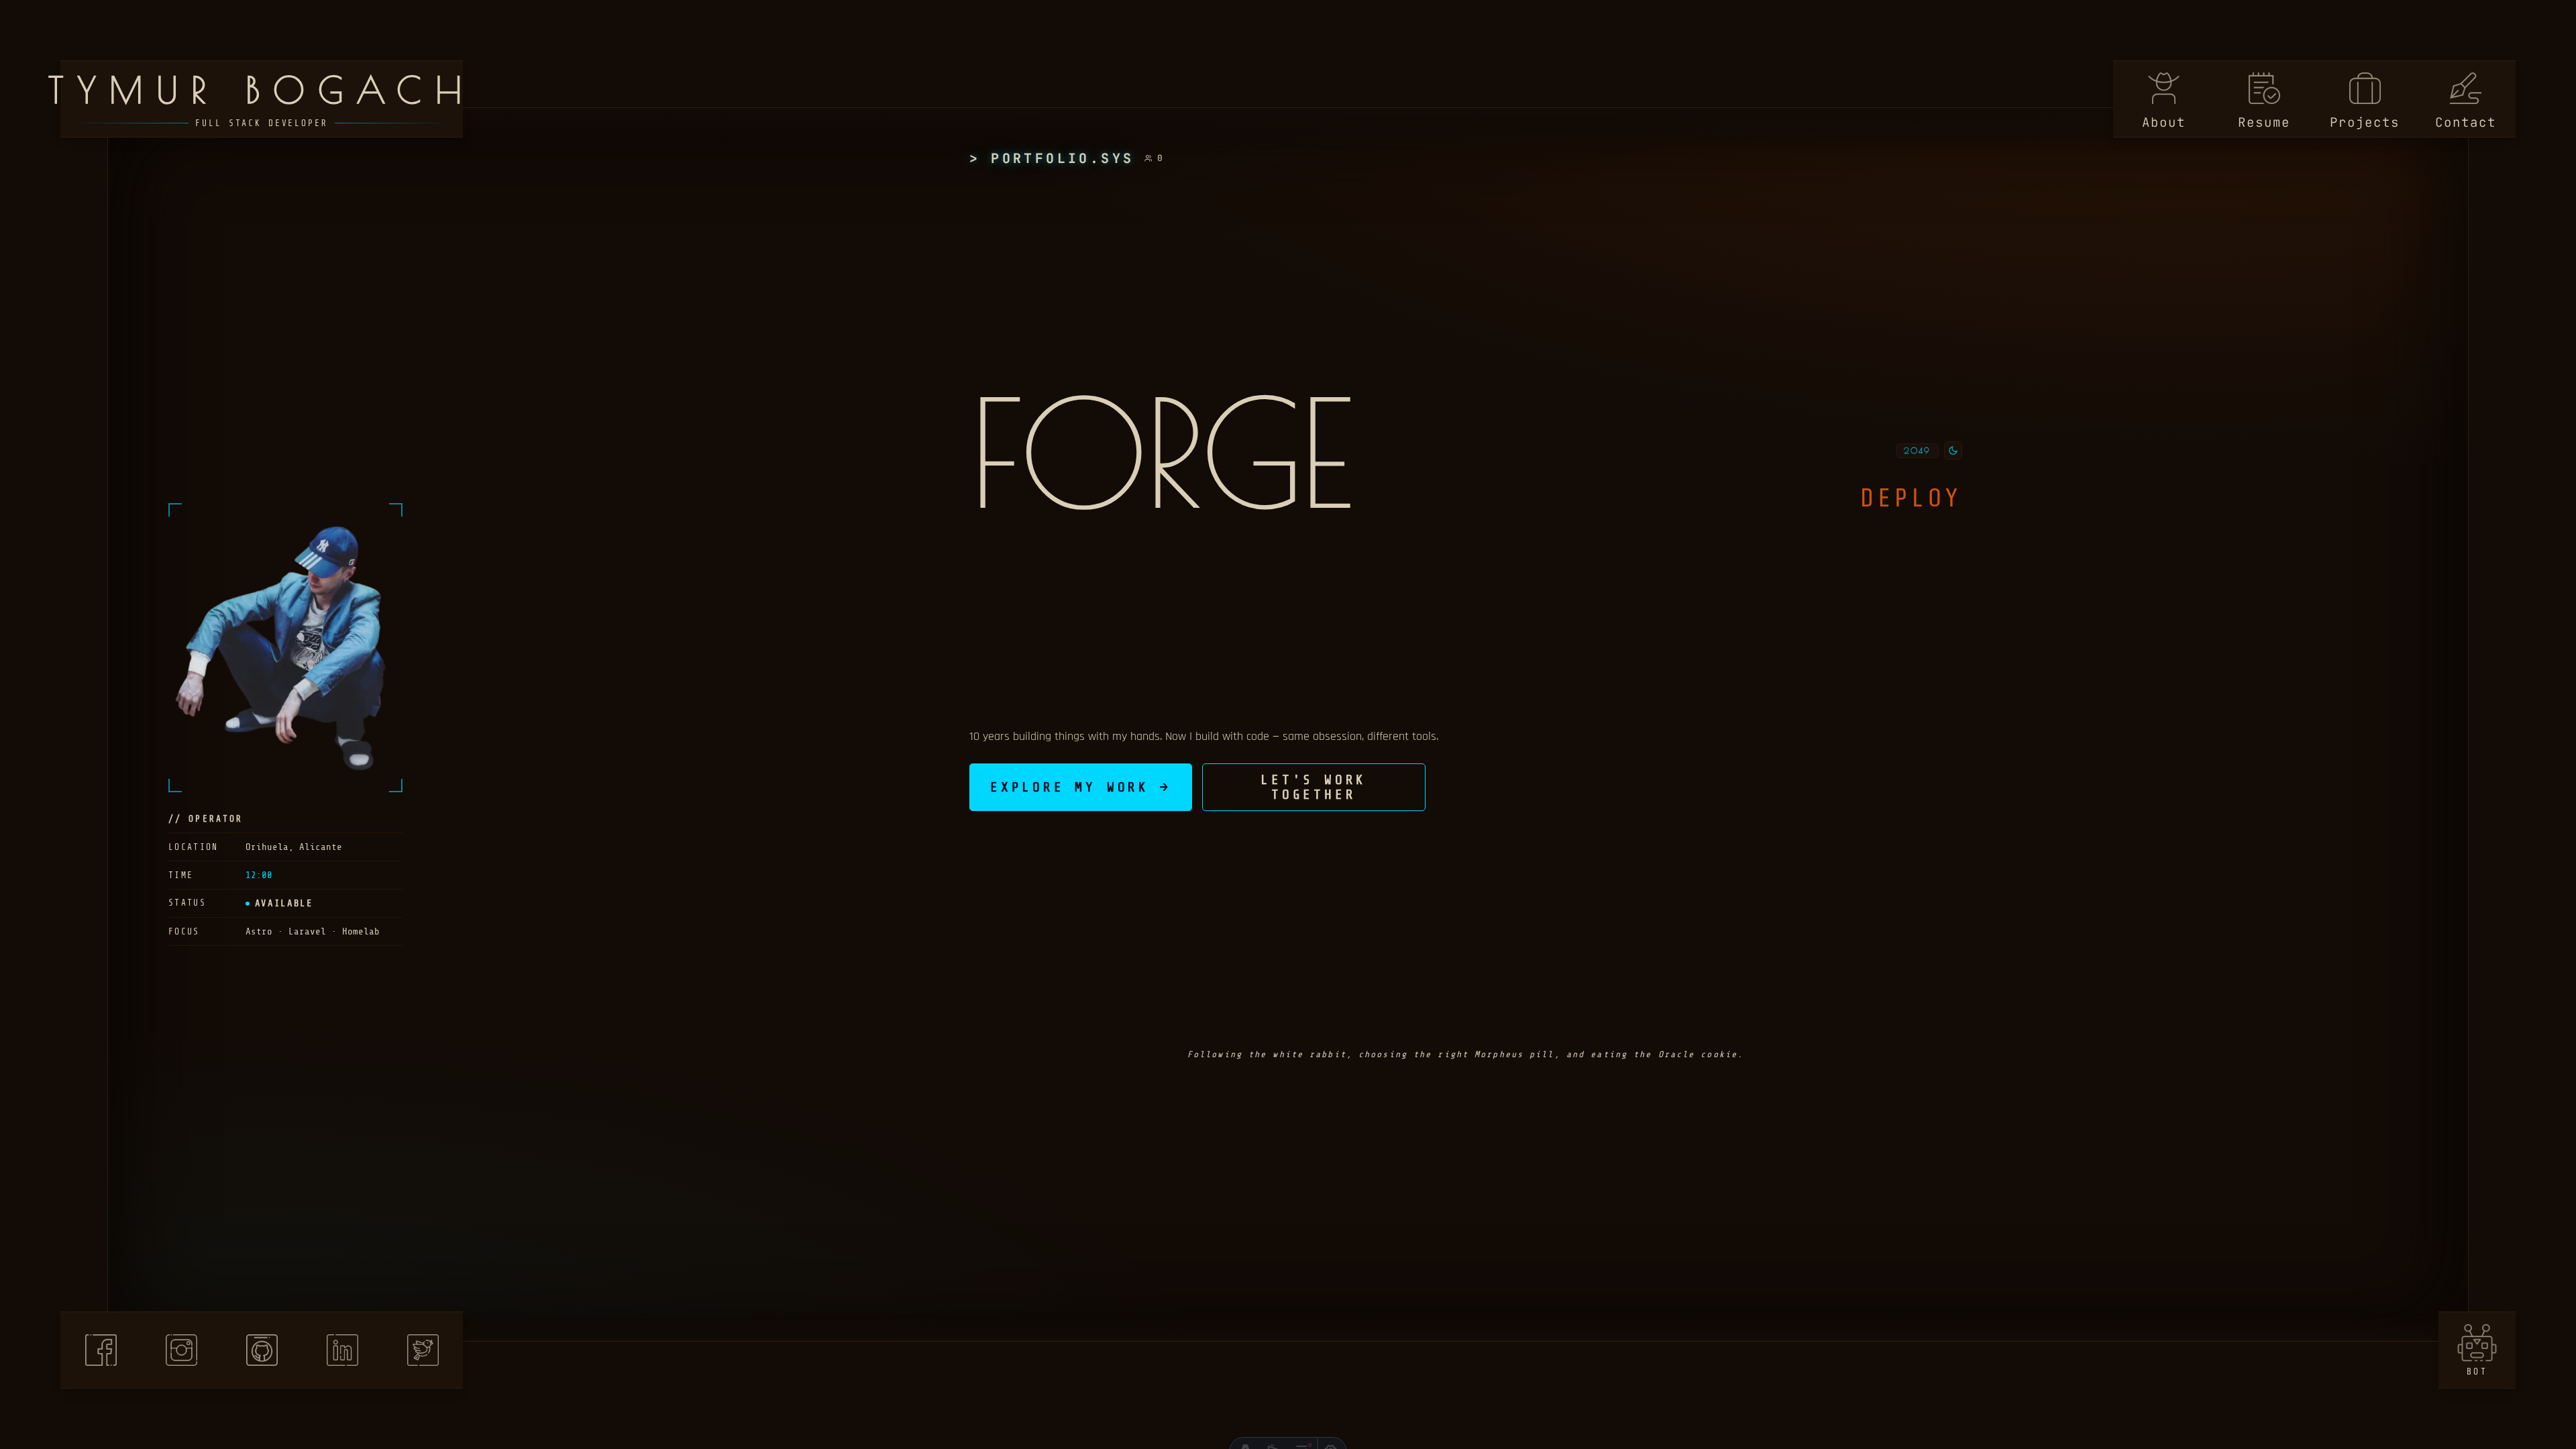 TYMUR BOGACH
FULL STACK DEVELOPER
About Resume Projects Contact
> PORTFOLIO.SYS 0
FORGE
2049
DEPLOY
10 years building things with my hands. Now I build with code – same obsession, different tools.
EXPLORE MY WORK →
LET'S WORK
TOGETHER
// OPERATOR
LOCATION Orihuela, Alicante
TIME 12:00
STATUS AVAILABLE
FOCUS Astro · Laravel · Homelab
Following the white rabbit, choosing the right Morpheus pill, and eating the Oracle cookie.
BOT